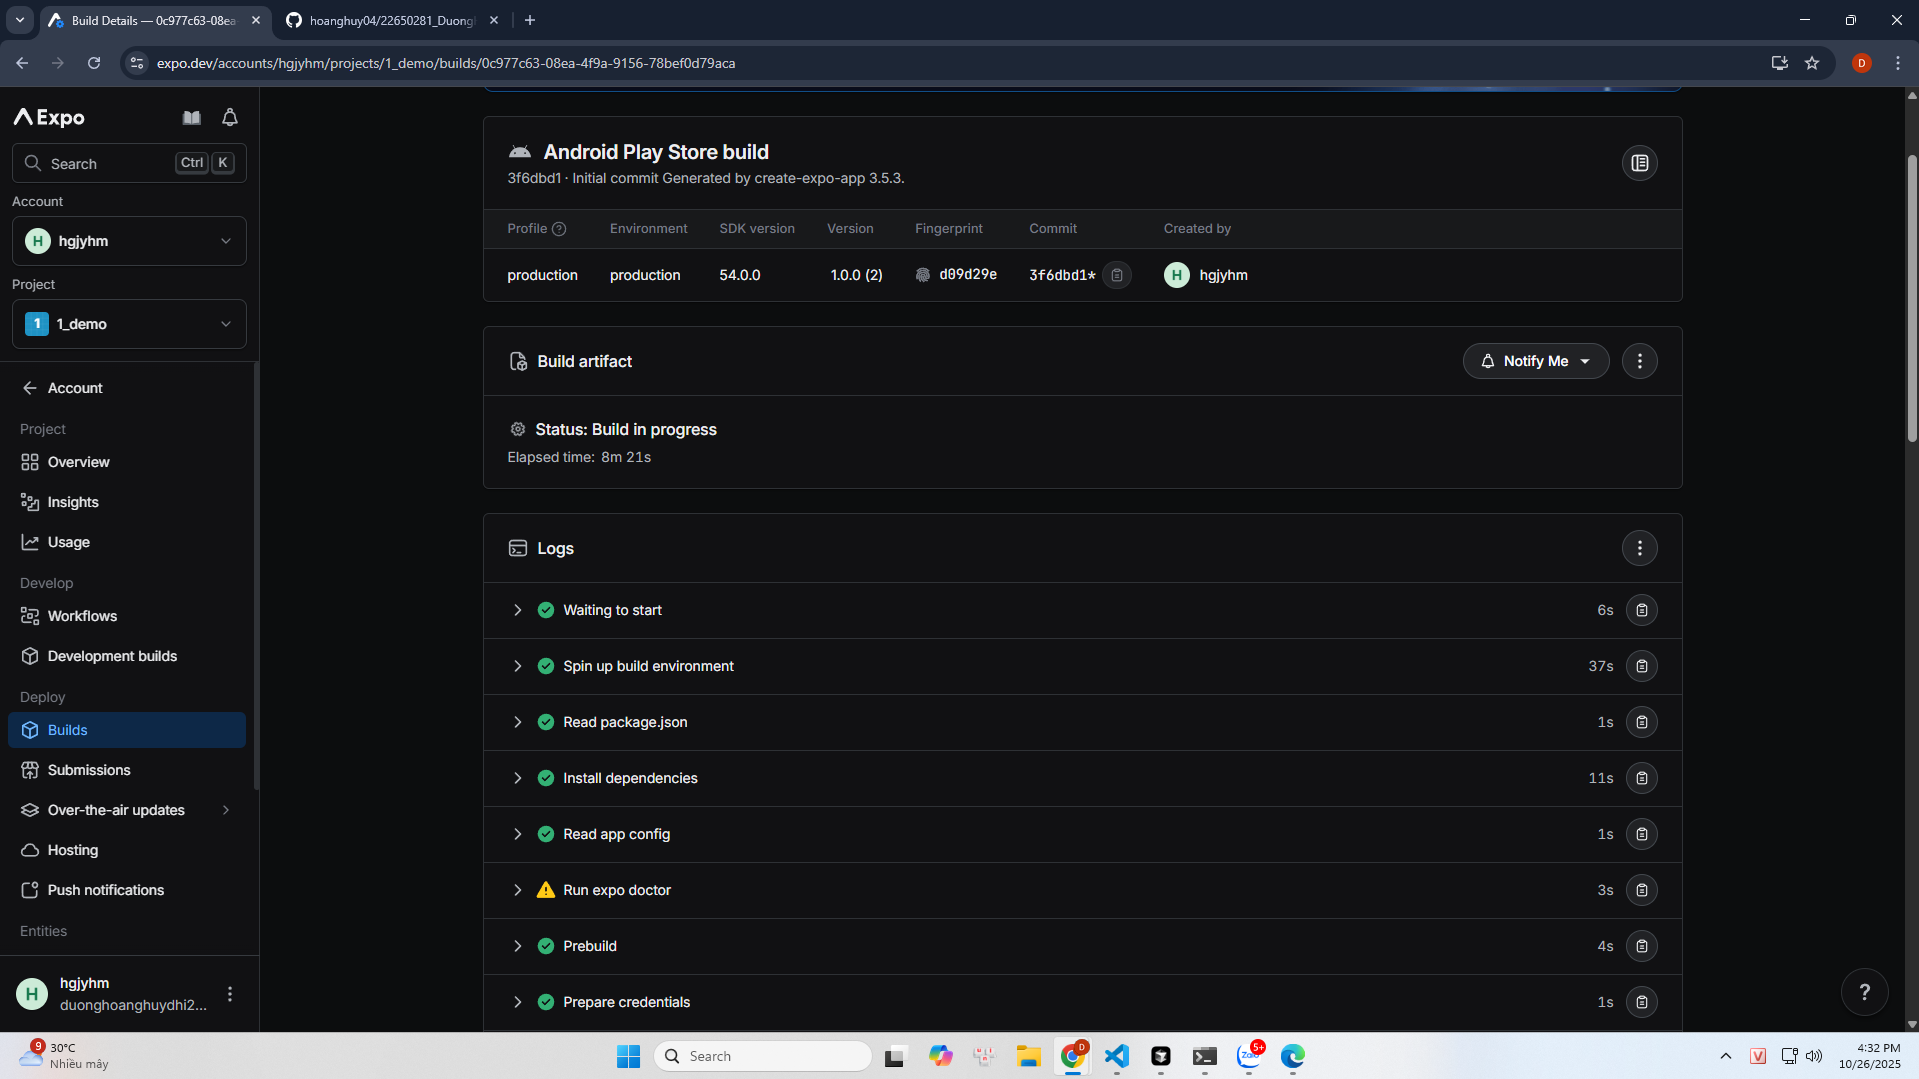 Build Details — 0c977c63-08ea
hoanghuy04/22650281_Duong
expo.dev/accounts/hgjyhm/projects/1_demo/builds/0c977c63-08ea-4f9a-9156-78bef0d79aca
D
Expo
Search
Ctrl
K
Account
H
hgjyhm
Project
1
1_demo
Account
Project
Overview
Insights
Usage
Develop
Workflows
Development builds
Deploy
Builds
Submissions
Over-the-air updates
Hosting
Push notifications
Entities
H
hgjyhm
duonghoanghuydhi2...
Android Play Store build
3f6dbd1 · Initial commit Generated by create-expo-app 3.5.3.
Profile ? Environment SDK version Version Fingerprint Commit Created by
production production 54.0.0 1.0.0 (2) d09d29e 3f6dbd1* H hgjyhm
Build artifact
Notify Me
Status: Build in progress
Elapsed time: 8m 21s
Logs
Waiting to start 6s
Spin up build environment 37s
Read package.json 1s
Install dependencies 11s
Read app config 1s
Run expo doctor 3s
Prebuild 4s
Prepare credentials 1s
?
9
30°C
Nhiều mây
Search
D
Zalo
5+
V
4:32 PM
10/26/2025